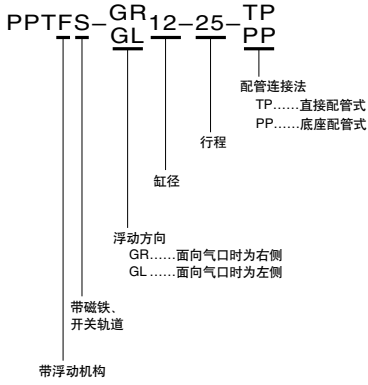 PPTFS–GR12–25–TP
GL PP
配管连接法
TP……直接配管式
PP……底座配管式
行程
缸径
浮动方向
GR……面向气口时为右侧
GL……面向气口时为左侧
带磁铁、
开关轨道
带浮动机构